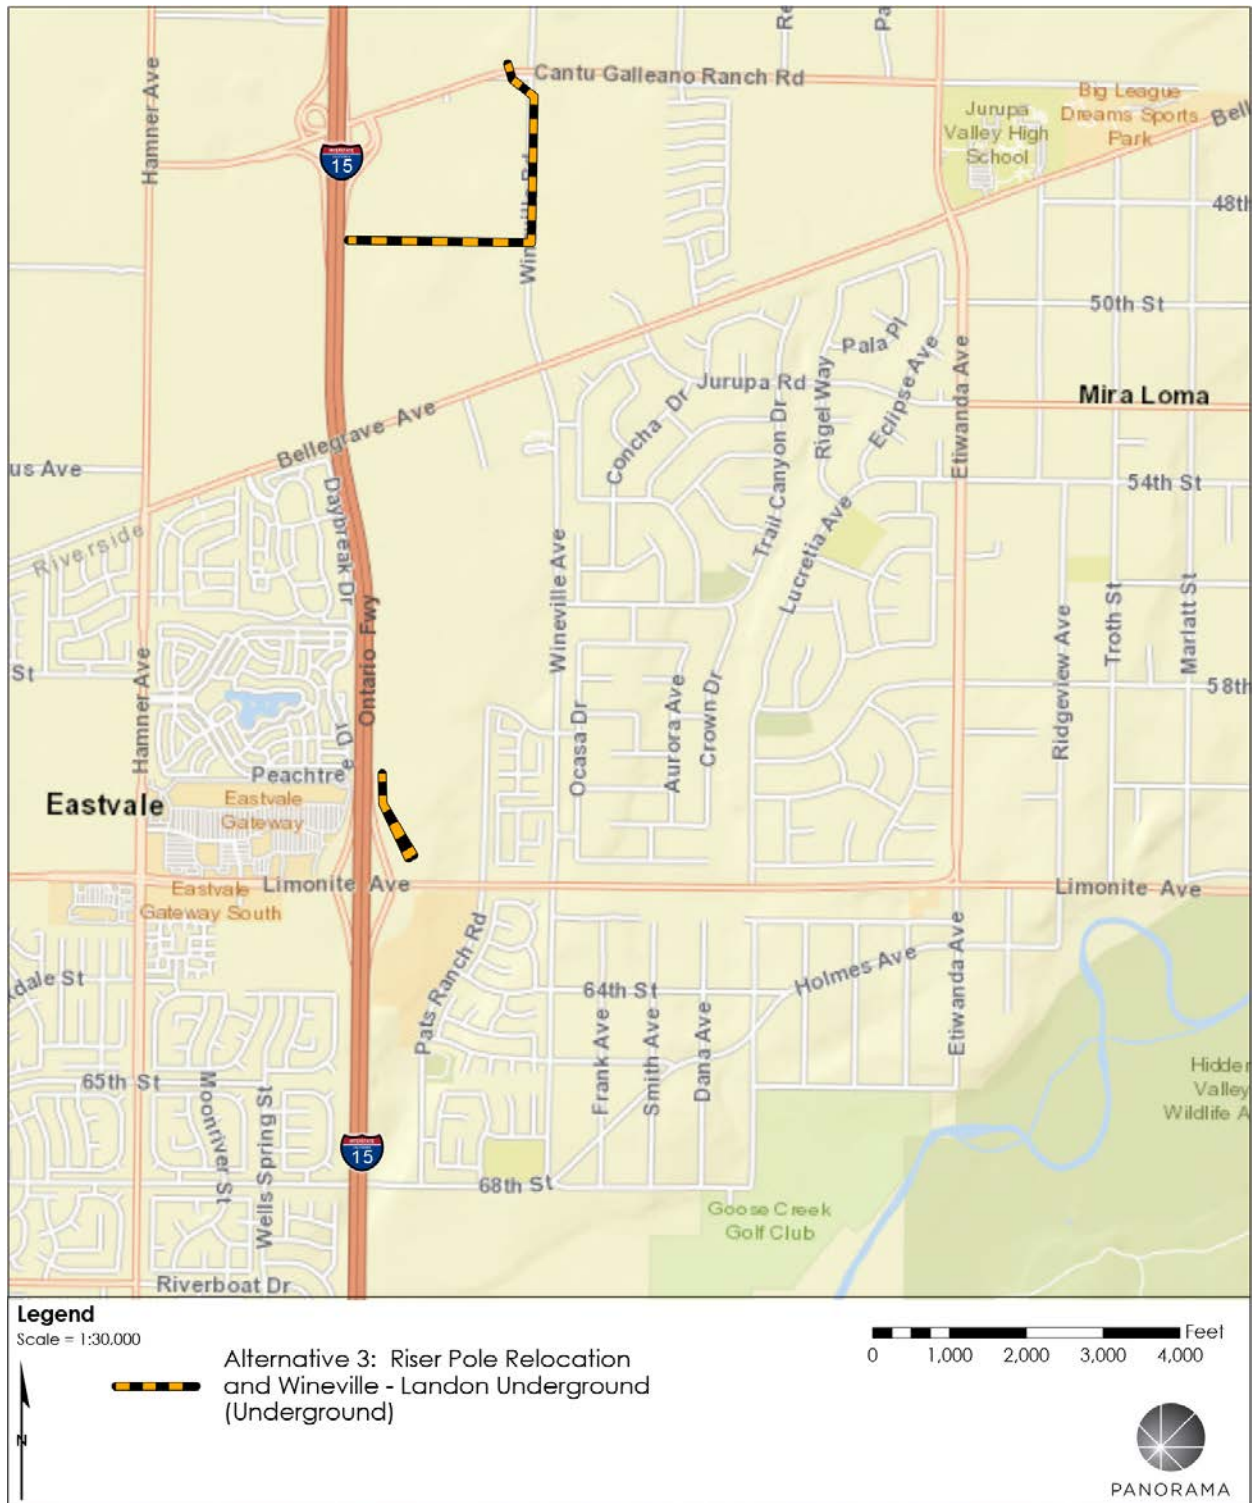 Re
Pa
Hamner Ave
Cantu Galleano Ranch Rd
Big League
Dreams Sports
Park
Bell
Jurupa
Valley High
School
15
48th
50th St
Pala Pl
Jurupa Rd
Rigel Way
Eclipse Ave
Etiwanda Ave
Mira Loma
Concha Dr
Trail Canyon Dr
Bellegrave Ave
us Ave
54th St
Daybreak Dr
Riverside
Lucretia Ave
Wineville Ave
Ontario Fwy
Troth St
Marlatt St
Ridgeview Ave
St
58th
Hamner Ave
Ocasa Dr
Aurora Ave
Crown Dr
Peachtree Dr
Eastvale
Eastvale
Gateway
Limonite Ave
Limonite Ave
Eastvale
Gateway South
Pats Ranch Rd
Holmes Ave
Etiwanda Ave
dale St
64th St
Frank Ave
Smith Ave
Dana Ave
65th St
Moonriver St
Wells Spring St
Hidden
Valley
Wildlife A
15
68th St
Goose Creek
Golf Club
Riverboat Dr
Legend
Scale = 1:30.000
Alternative 3: Riser Pole Relocation
and Wineville - Landon Underground
(Underground)
N
Feet
0 1,000 2,000 3,000 4,000
PANORAMA